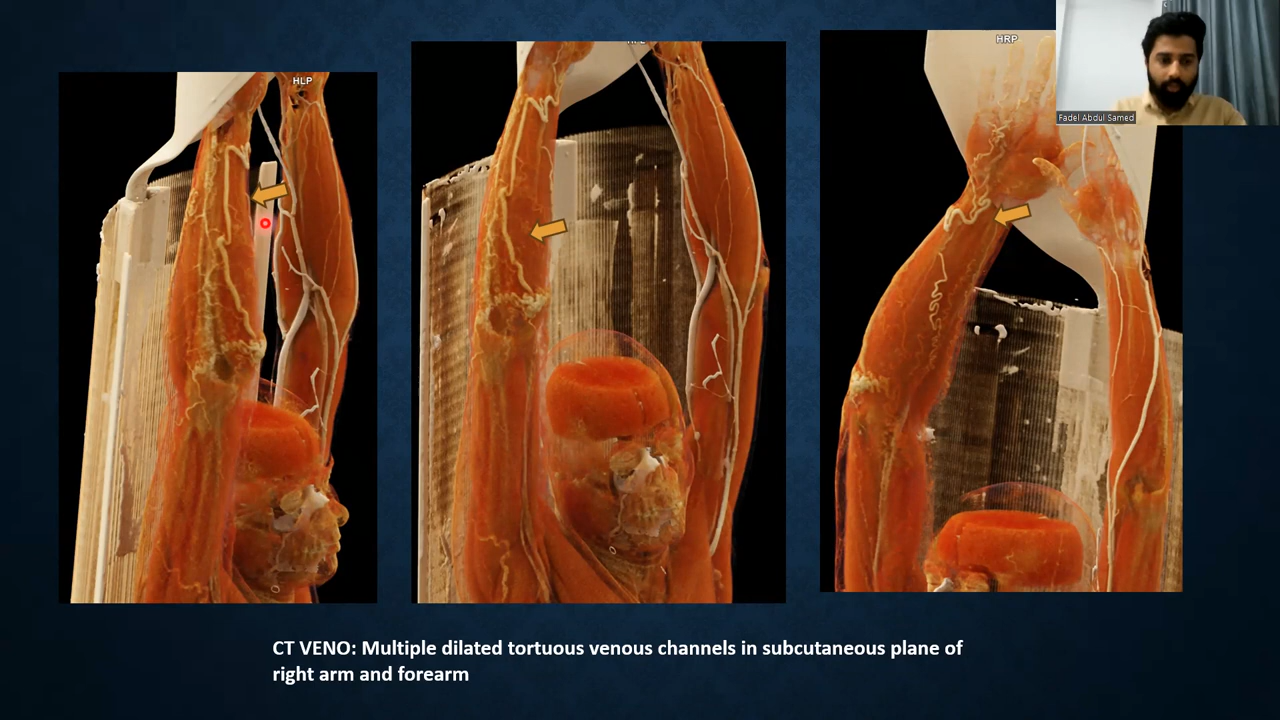 HLP
HRP
Fadel Abdul Samed
CT VENO: Multiple dilated tortuous venous channels in subcutaneous plane of
right arm and forearm